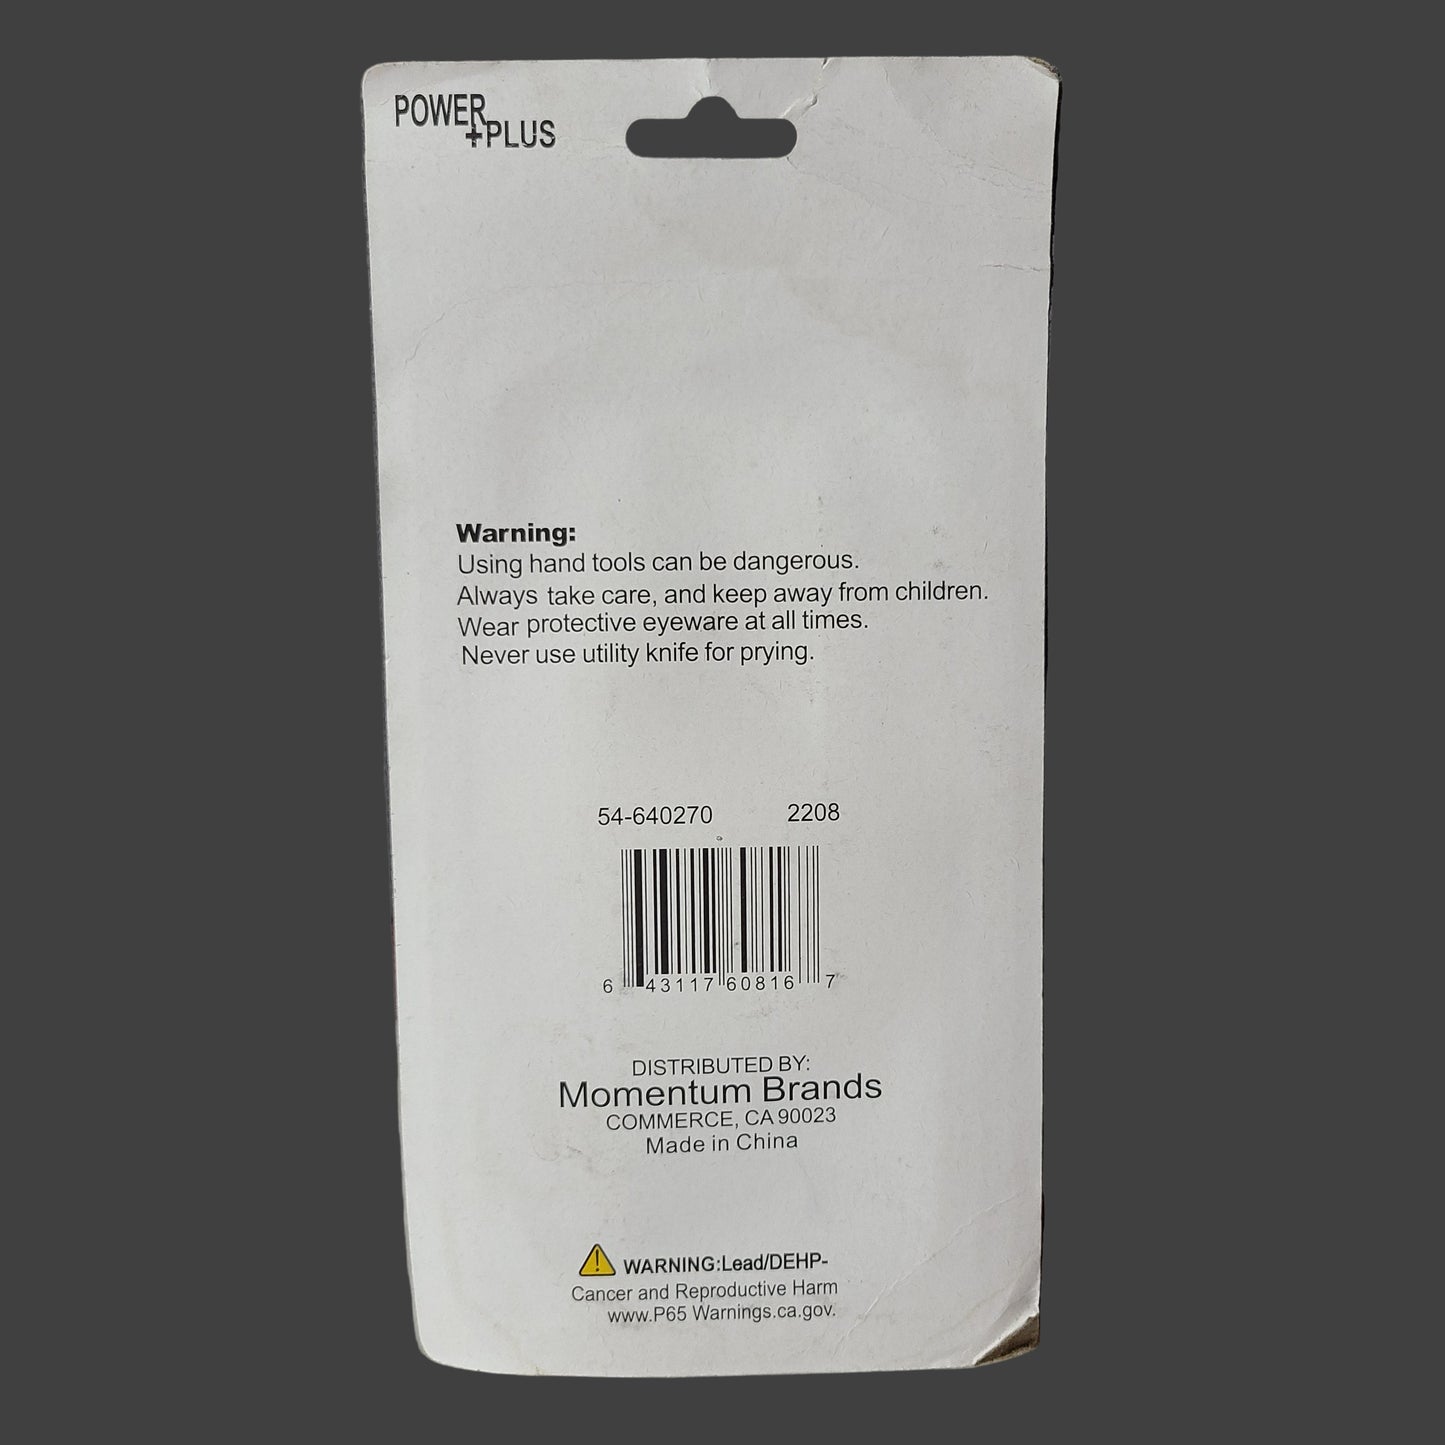 POWER
+PLUS
Warning:
Using hand tools can be dangerous.
Always take care, and keep away from children.
Wear protective eyeware at all times.
Never use utility knife for prying.
54-640270 2208
6 43117 60816 7
DISTRIBUTED BY:
Momentum Brands
COMMERCE, CA 90023
Made in China
WARNING:Lead/DEHP-
Cancer and Reproductive Harm
www.P65 Warnings.ca.gov.